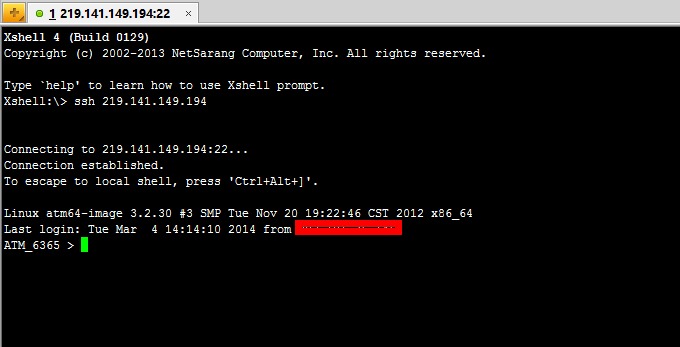 1 219.141.149.194:22
Xshell 4 (Build 0129)
Copyright (c) 2002-2013 NetSarang Computer, Inc. All rights reserved.
Type `help' to learn how to use Xshell prompt.
Xshell:\> ssh 219.141.149.194
Connecting to 219.141.149.194:22...
Connection established.
To escape to local shell, press 'Ctrl+Alt+]'.
Linux atm64-image 3.2.30 #3 SMP Tue Nov 20 19:22:46 CST 2012 x86_64
Last login: Tue Mar  4 14:14:10 2014 from
ATM_6365 >